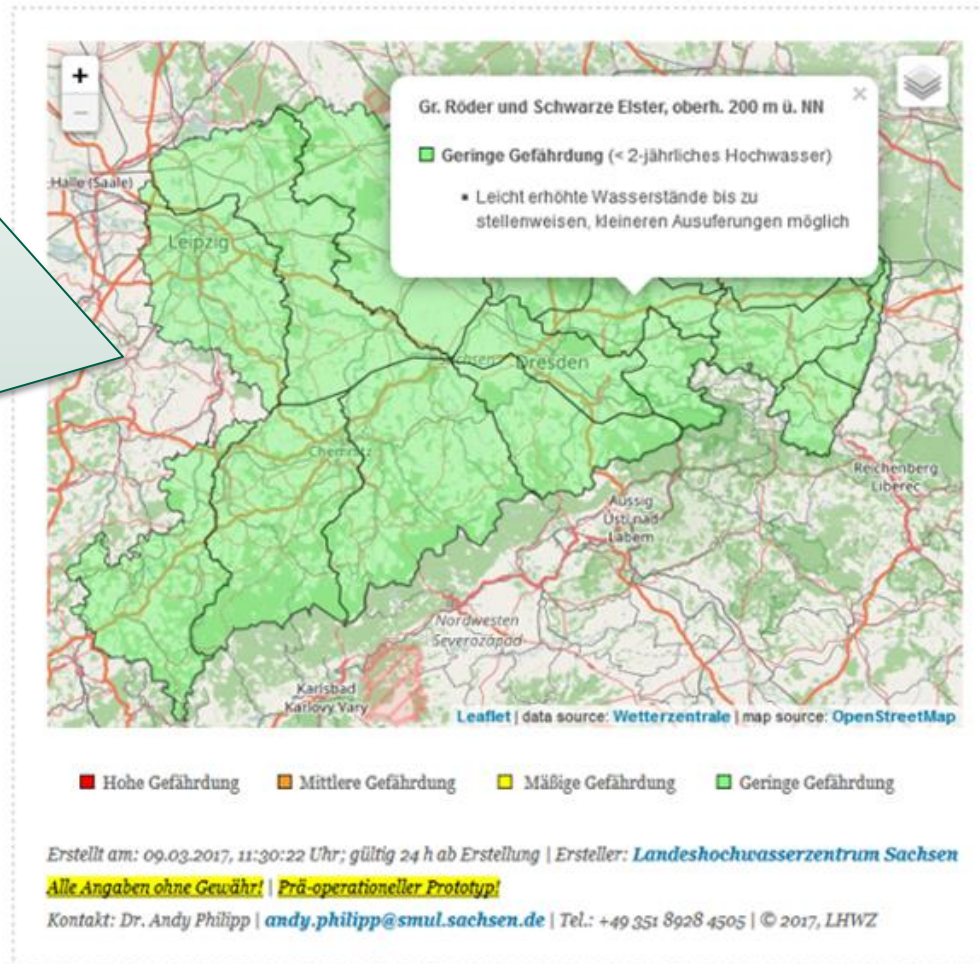 +
−
×
Gr. Röder und Schwarze Elster, oberh. 200 m ü. NN
Geringe Gefährdung (< 2-jährliches Hochwasser)
▪ Leicht erhöhte Wasserstände bis zu
stellenweisen, kleineren Ausuferungen möglich
Halle (Saale)
Leipzig
Sachsen
Dresden
Chemnitz
Reichenberg
Liberec
Aussig
Ústí nad
Labem
Nordwesten
Severozápad
Karlsbad
Karlovy Vary
Leaflet | data source: Wetterzentrale | map source: OpenStreetMap
Hohe Gefährdung Mittlere Gefährdung Mäßige Gefährdung Geringe Gefährdung
Erstellt am: 09.03.2017, 11:30:22 Uhr; gültig 24 h ab Erstellung | Ersteller: Landeshochwasserzentrum Sachsen
Alle Angaben ohne Gewähr! | Prä-operationeller Prototyp!
Kontakt: Dr. Andy Philipp | andy.philipp@smul.sachsen.de | Tel.: +49 351 8928 4505 | © 2017, LHWZ